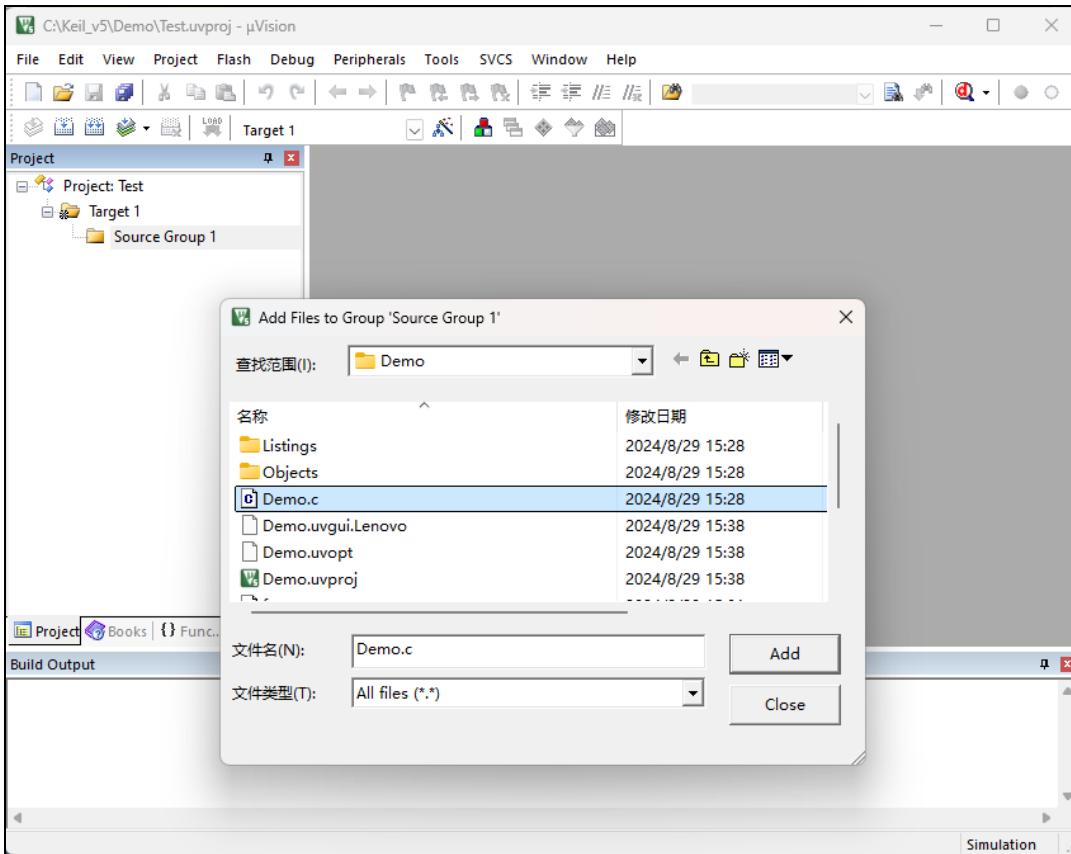 C:\Keil_v5\Demo\Test.uvproj - µVision
File Edit View Project Flash Debug Peripherals Tools SVCS Window Help
LOAD Target 1
Project
Project: Test
Target 1
Source Group 1
Add Files to Group 'Source Group 1'
查找范围(I): Demo
名称 修改日期
Listings 2024/8/29 15:28
Objects 2024/8/29 15:28
Demo.c 2024/8/29 15:28
Demo.uvgui.Lenovo 2024/8/29 15:38
Demo.uvopt 2024/8/29 15:38
Demo.uvproj 2024/8/29 15:38
Project Books {} Func...
文件名(N): Demo.c Add
文件类型(T): All files (*.*) Close
Build Output
Simulation